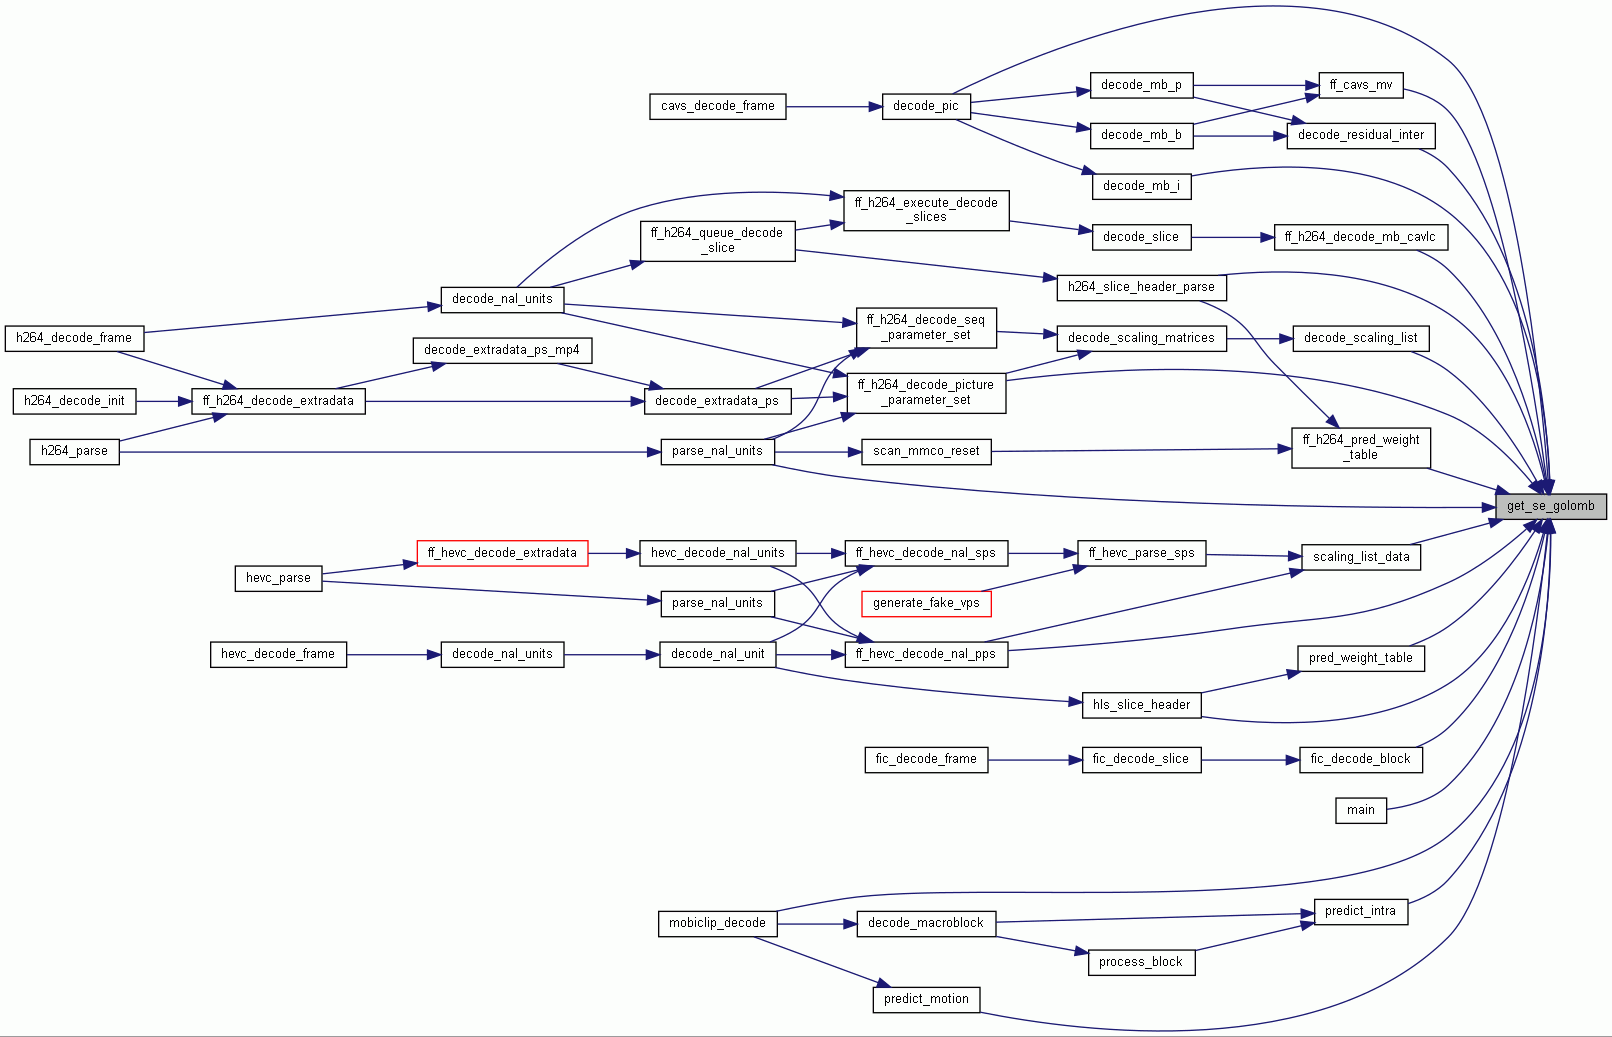 cavs_decode_frame
decode_pic
decode_mb_p
ff_cavs_mv
decode_mb_b
decode_residual_inter
decode_mb_i
ff_h264_execute_decode
_slices
ff_h264_queue_decode
_slice
decode_slice
ff_h264_decode_mb_cavlc
h264_slice_header_parse
decode_nal_units
h264_decode_frame
ff_h264_decode_seq
_parameter_set
decode_scaling_matrices
decode_scaling_list
decode_extradata_ps_mp4
ff_h264_decode_picture
_parameter_set
h264_decode_init
ff_h264_decode_extradata
decode_extradata_ps
h264_parse
parse_nal_units
scan_mmco_reset
ff_h264_pred_weight
_table
get_se_golomb
ff_hevc_decode_extradata
hevc_decode_nal_units
ff_hevc_decode_nal_sps
ff_hevc_parse_sps
scaling_list_data
hevc_parse
parse_nal_units
generate_fake_vps
hevc_decode_frame
decode_nal_units
decode_nal_unit
ff_hevc_decode_nal_pps
pred_weight_table
hls_slice_header
fic_decode_frame
fic_decode_slice
fic_decode_block
main
mobiclip_decode
decode_macroblock
predict_intra
process_block
predict_motion